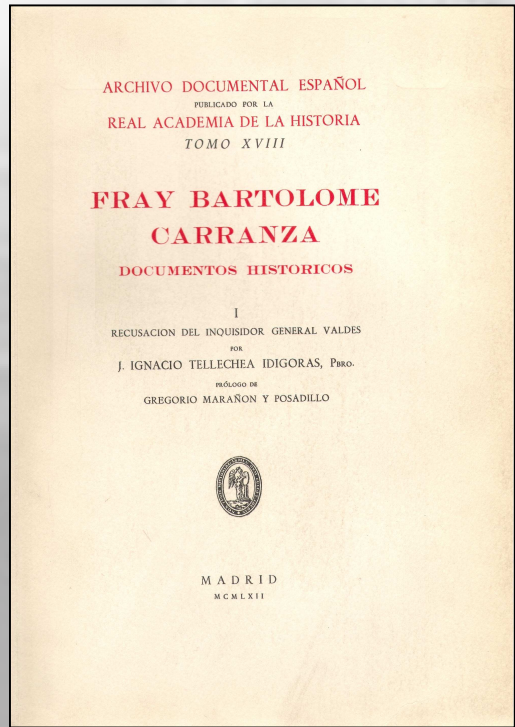 ARCHIVO DOCUMENTAL ESPAÑOL
PUBLICADO POR LA
REAL ACADEMIA DE LA HISTORIA
TOMO XVIII
FRAY BARTOLOME
CARRANZA
DOCUMENTOS HISTORICOS
I
RECUSACION DEL INQUISIDOR GENERAL VALDES
POR
J. IGNACIO TELLECHEA IDIGORAS, PBRO.
PRÓLOGO DE
GREGORIO MARAÑON Y POSADILLO
MADRID
MCMLXII